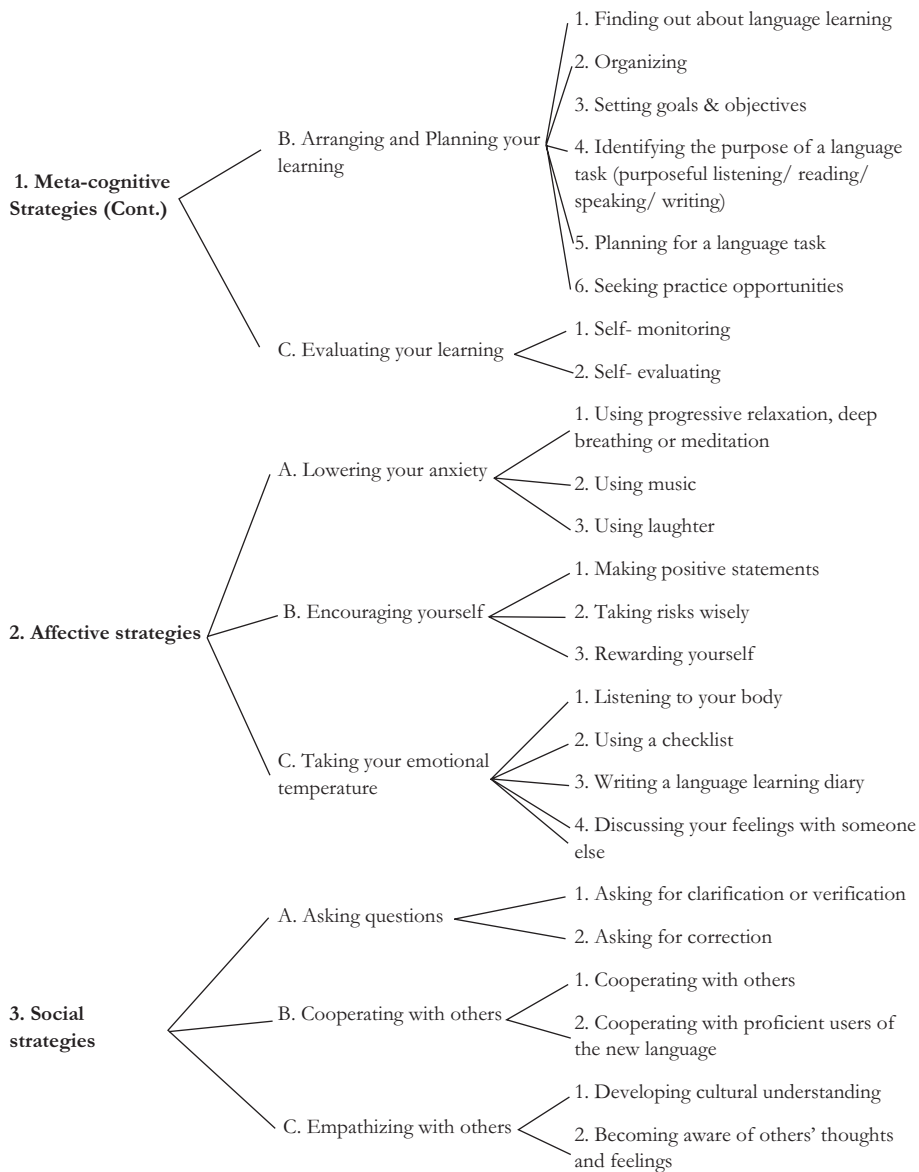 1. Meta-cognitive
Strategies (Cont.)
B. Arranging and Planning your
learning
1. Finding out about language learning
2. Organizing
3. Setting goals & objectives
4. Identifying the purpose of a language
task (purposeful listening/ reading/
speaking/ writing)
5. Planning for a language task
6. Seeking practice opportunities
C. Evaluating your learning
1. Self- monitoring
2. Self- evaluating
2. Affective strategies
A. Lowering your anxiety
1. Using progressive relaxation, deep
breathing or meditation
2. Using music
3. Using laughter
B. Encouraging yourself
1. Making positive statements
2. Taking risks wisely
3. Rewarding yourself
C. Taking your emotional
temperature
1. Listening to your body
2. Using a checklist
3. Writing a language learning diary
4. Discussing your feelings with someone
else
3. Social
strategies
A. Asking questions
1. Asking for clarification or verification
2. Asking for correction
B. Cooperating with others
1. Cooperating with others
2. Cooperating with proficient users of
the new language
C. Empathizing with others
1. Developing cultural understanding
2. Becoming aware of others’ thoughts
and feelings